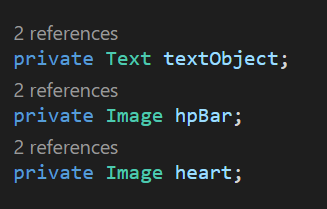 2 references
private Text textObject;
2 references
private Image hpBar;
2 references
private Image heart;